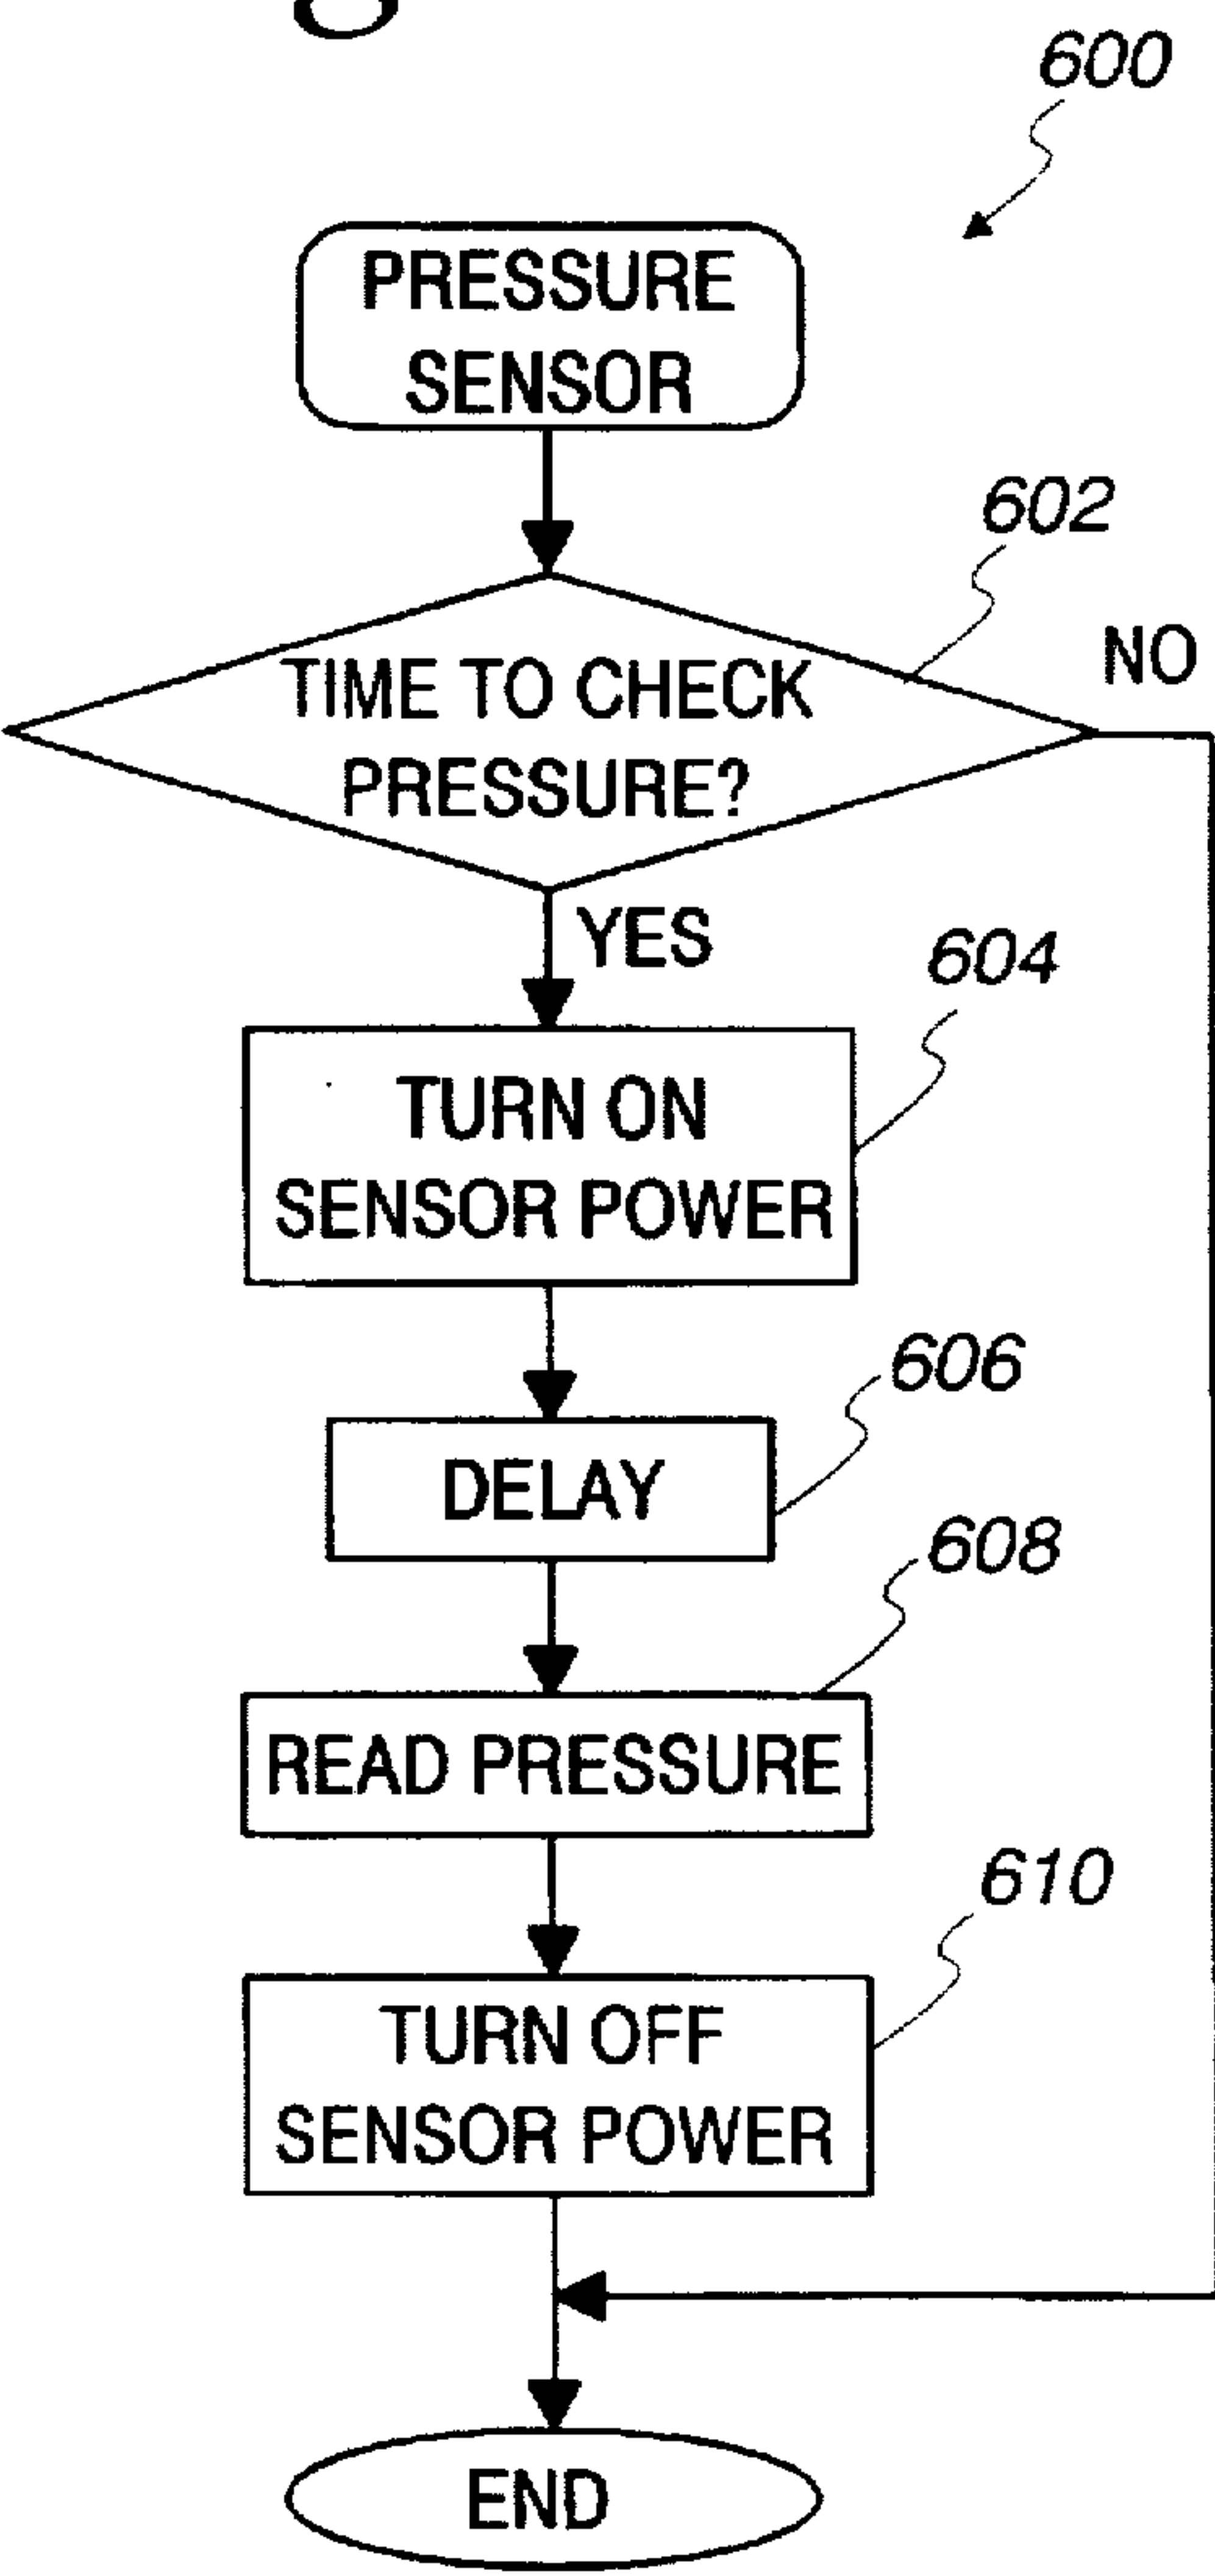 600
PRESSURE
SENSOR
602
TIME TO CHECK
PRESSURE?
NO
YES
604
TURN ON
SENSOR POWER
606
DELAY
608
READ PRESSURE
610
TURN OFF
SENSOR POWER
END